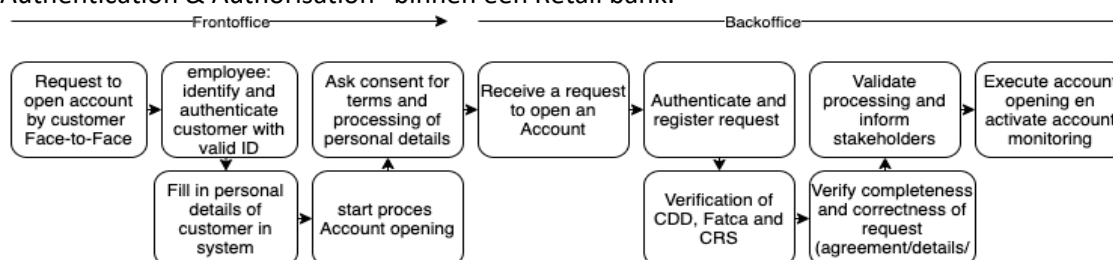 Authentication & Authorisation" binnen een Retail bank.
Frontoffice
Backoffice
Request to
open account
by customer
Face-to-Face
employee:
identify and
authenticate
customer with
valid ID
Fill in personal
details of
customer in
system
start proces
Account opening
Ask consent for
terms and
processing of
personal details
Receive a request
to open an
Account
Authenticate and
register request
Verification of
CDD, Fatca and
CRS
Verify completeness
and correctness of
request
(agreement/details/
Validate
processing and
inform
stakeholders
Execute account
opening en
activate account
monitoring